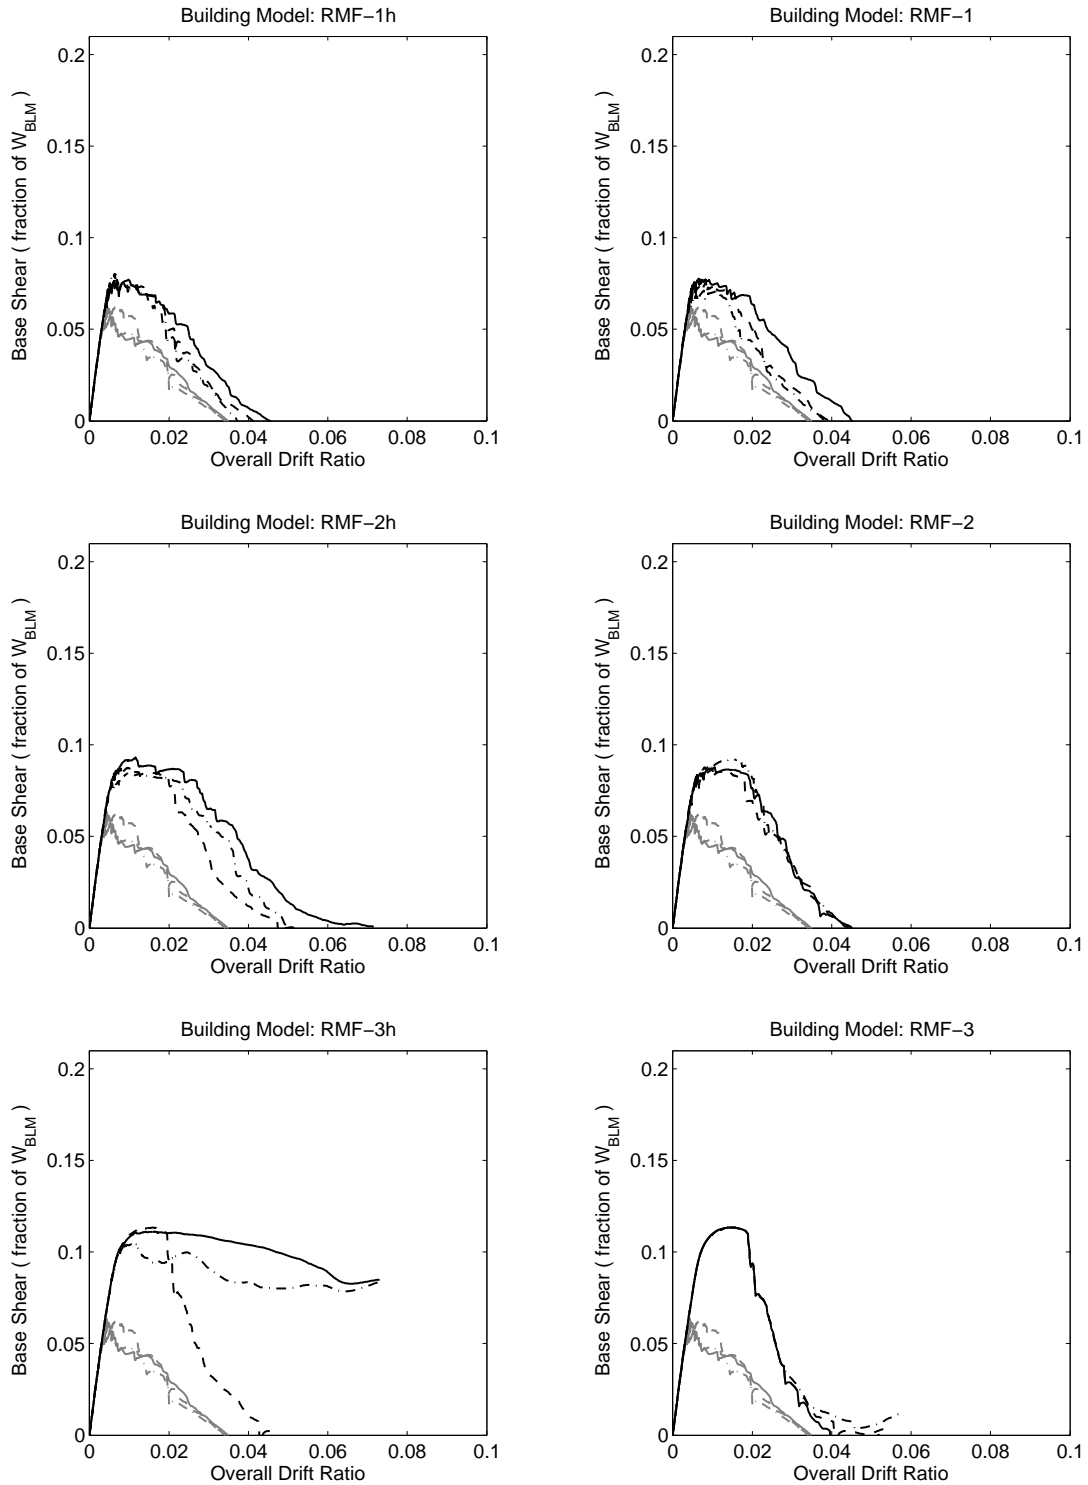 Building Model: RMF−1h
0.2
0.15
0.1
0.05
0
0 0.02 0.04 0.06 0.08 0.1
Overall Drift Ratio
Base Shear ( fraction of W_BLM )
Building Model: RMF−1
0.2
0.15
0.1
0.05
0
0 0.02 0.04 0.06 0.08 0.1
Overall Drift Ratio
Base Shear ( fraction of W_BLM )
Building Model: RMF−2h
0.2
0.15
0.1
0.05
0
0 0.02 0.04 0.06 0.08 0.1
Overall Drift Ratio
Base Shear ( fraction of W_BLM )
Building Model: RMF−2
0.2
0.15
0.1
0.05
0
0 0.02 0.04 0.06 0.08 0.1
Overall Drift Ratio
Base Shear ( fraction of W_BLM )
Building Model: RMF−3h
0.2
0.15
0.1
0.05
0
0 0.02 0.04 0.06 0.08 0.1
Overall Drift Ratio
Base Shear ( fraction of W_BLM )
Building Model: RMF−3
0.2
0.15
0.1
0.05
0
0 0.02 0.04 0.06 0.08 0.1
Overall Drift Ratio
Base Shear ( fraction of W_BLM )